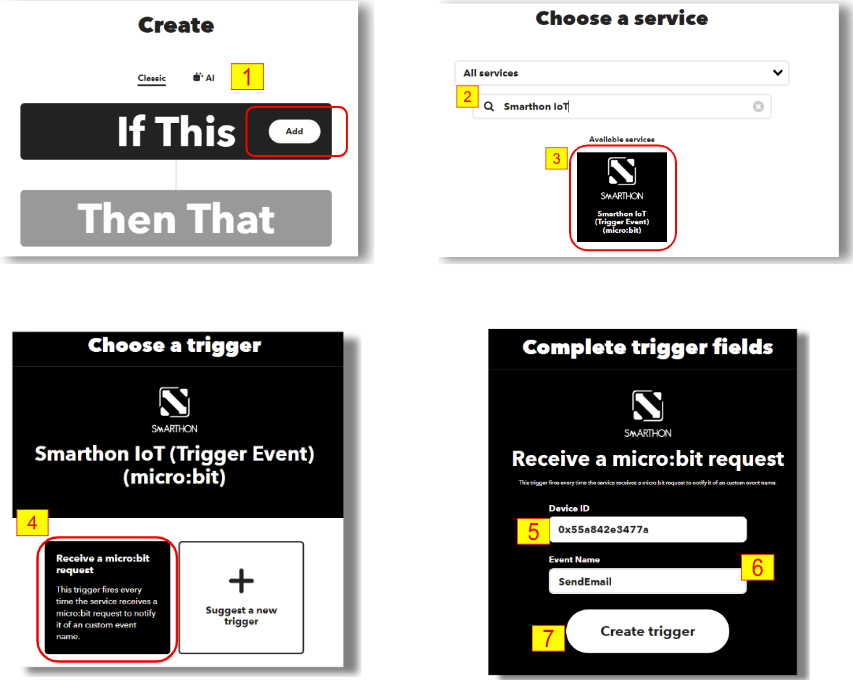 Create
Classic
AI
1
If This
Add
Then That
Choose a service
All services
2
Smarthon IoT
Available services
3
SMARTHON
Smarthon IoT
(Trigger Event)
(micro:bit)
Choose a trigger
SMARTHON
Smarthon IoT (Trigger Event)
(micro:bit)
4
Receive a micro:bit
request
This trigger fires every
time the service receives a
micro:bit request to notify
it of an custom event
name.
Suggest a new
trigger
Complete trigger fields
SMARTHON
Receive a micro:bit request
This trigger fires every time the service receives a micro:bit request to notify it of an custom event name.
Device ID
5
0x55a842e3477a
Event Name
6
SendEmail
7
Create trigger